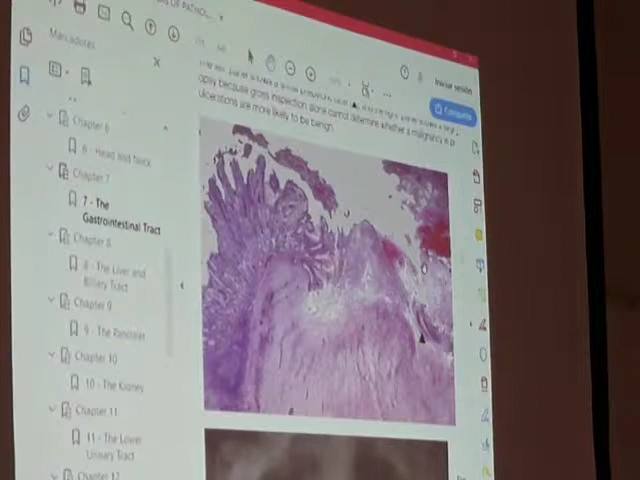 Marcadores
Iniciar sesión
Compartir
opsy because gross inspection alone cannot determine whether a malignancy is p
ulcerations are more likely to be benign.
Chapter 6
6 - Head and Neck
Chapter 7
7 - The
Gastrointestinal Tract
Chapter 8
8 - The Liver and
Biliary Tract
Chapter 9
9 - The Pancreas
Chapter 10
10 - The Kidney
Chapter 11
11 - The Lower
Urinary Tract
Chapter 12